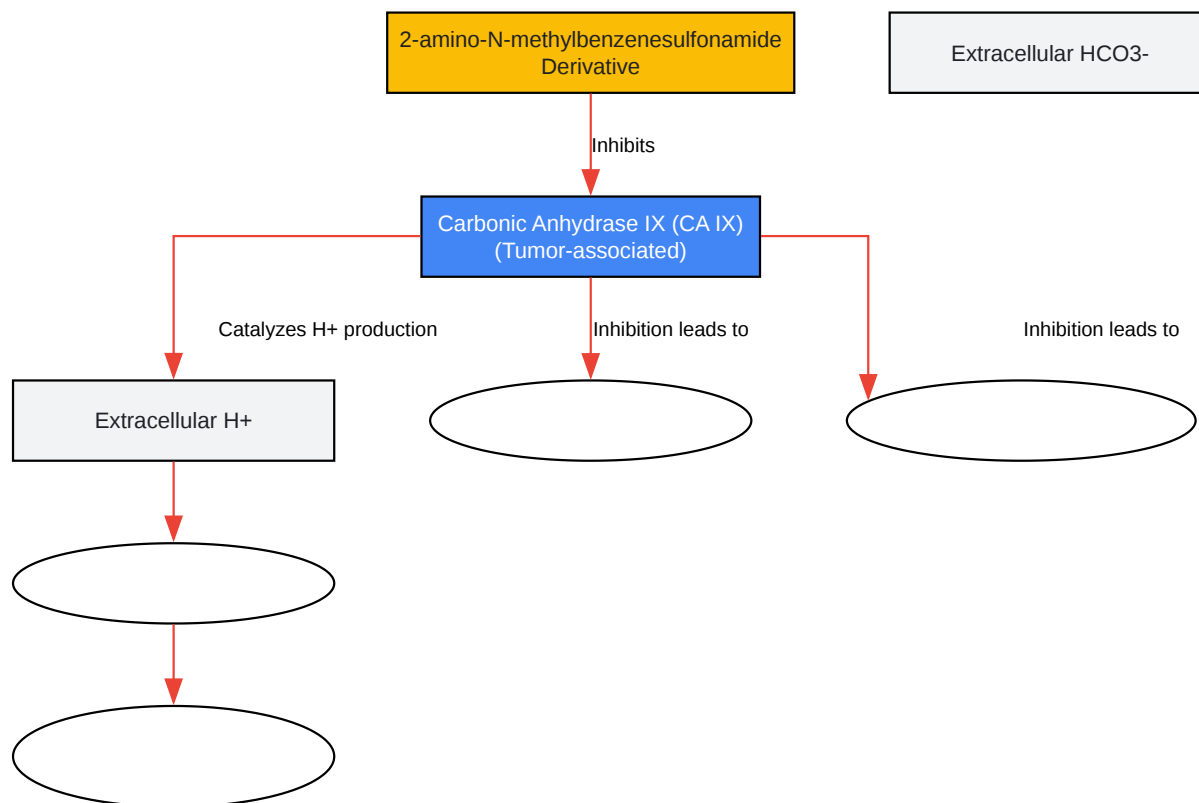 2-amino-N-methylbenzenesulfonamide
Derivative
Extracellular HCO3-
Inhibits
Carbonic Anhydrase IX (CA IX)
(Tumor-associated)
Catalyzes H+ production
Inhibition leads to
Inhibition leads to
Extracellular H+